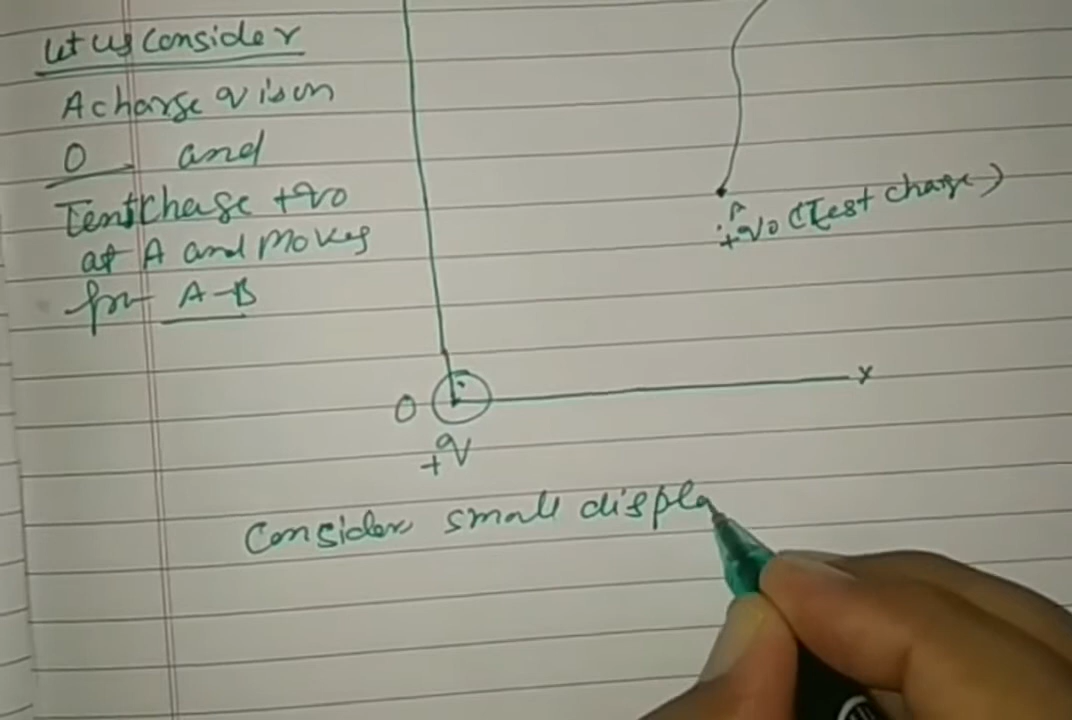 Let us Consider
A charge q is on
O and
Test Charge +q0
at A and Moves
from A-B
A
+q0 (Test charge)
X
O
+q
Consider small displa